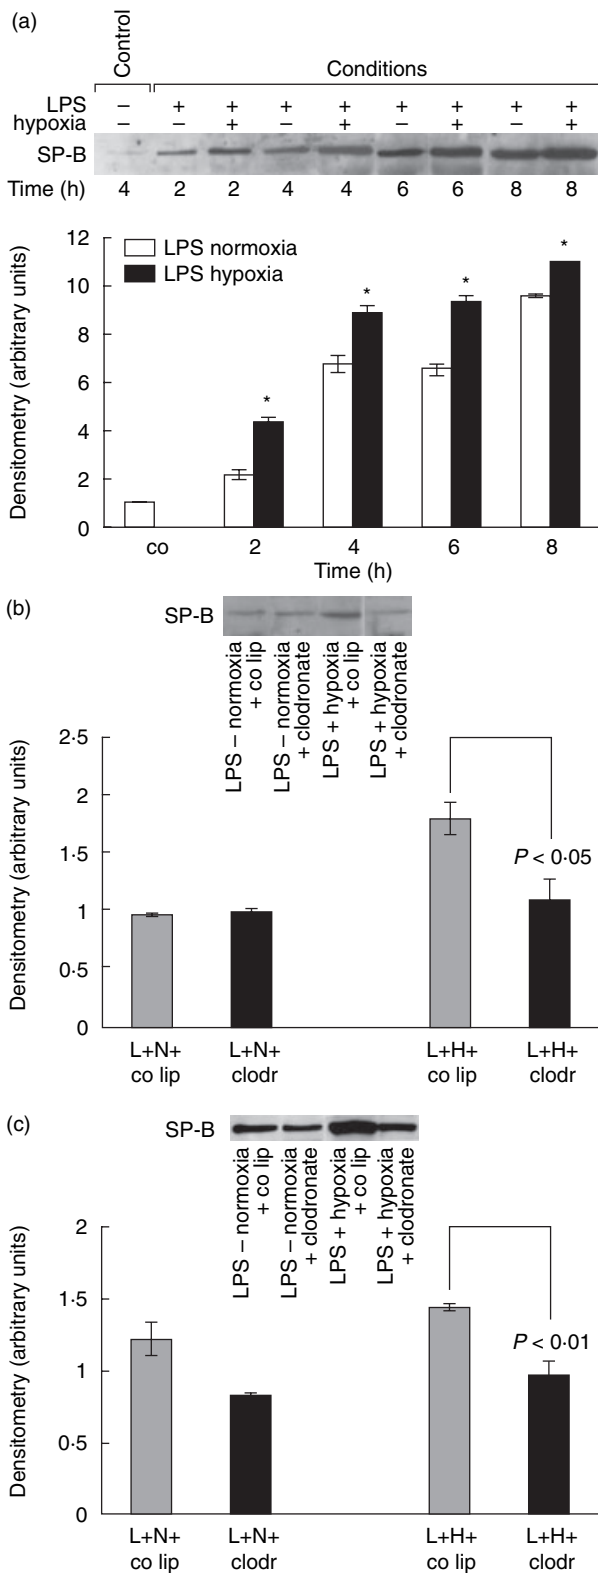 (a)
Control
Conditions
LPS – + + + + + + + +
hypoxia – – + – + – + – +
SP-B
Time (h) 4 2 2 4 4 6 6 8 8
Densitometry (arbitrary units)
12
10
8
6
4
2
0
LPS normoxia
LPS hypoxia
* * * *
co 2 4 6 8
Time (h)
(b)
SP-B
LPS – normoxia + co lip
LPS – normoxia + clodronate
LPS + hypoxia + co lip
LPS + hypoxia + clodronate
Densitometry (arbitrary units)
2·5
2
1·5
1
0·5
0
P < 0·05
L+N+ L+N+ L+H+ L+H+
co lip clodr co lip clodr
(c)
SP-B
LPS – normoxia + co lip
LPS – normoxia + clodronate
LPS + hypoxia + co lip
LPS + hypoxia + clodronate
Densitometry (arbitrary units)
2
1·5
1
0·5
0
P < 0·01
L+N+ L+N+ L+H+ L+H+
co lip clodr co lip clodr